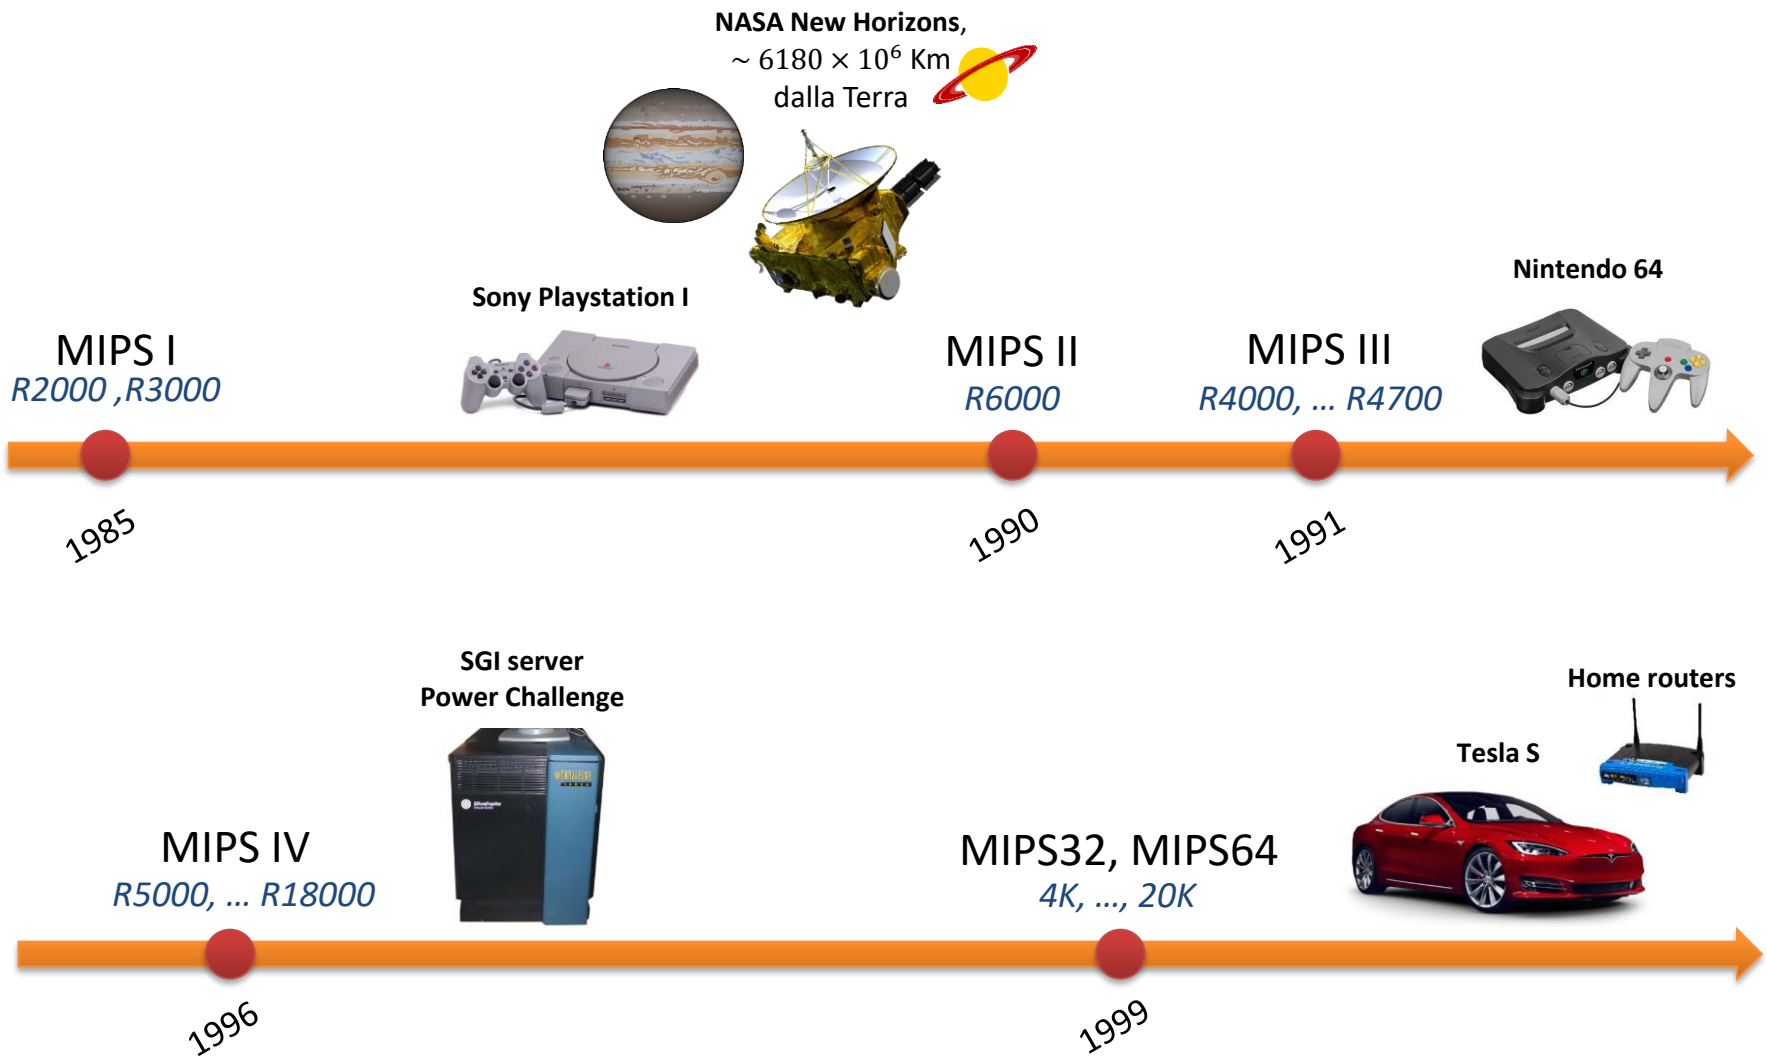 NASA New Horizons,
~ 6180 × 10⁶ Km
dalla Terra
Sony Playstation I
Nintendo 64
MIPS I
R2000 ,R3000
MIPS II
R6000
MIPS III
R4000, ... R4700
1985
1990
1991
SGI server
Power Challenge
Home routers
Tesla S
MIPS IV
R5000, ... R18000
MIPS32, MIPS64
4K, ..., 20K
1996
1999